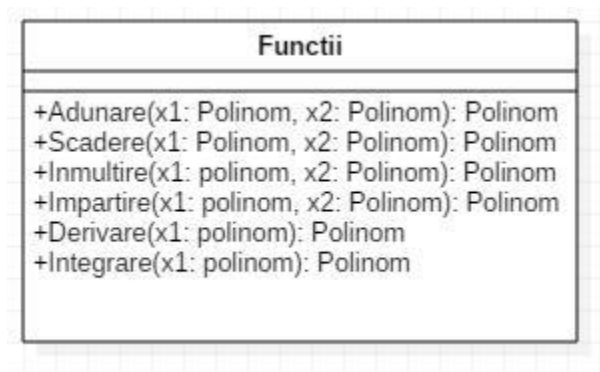 Functii
+Adunare(x1: Polinom, x2: Polinom): Polinom
+Scadere(x1: Polinom, x2: Polinom): Polinom
+Inmultire(x1: polinom, x2: Polinom): Polinom
+Impartire(x1: polinom, x2: Polinom): Polinom
+Derivare(x1: polinom): Polinom
+Integrare(x1: polinom): Polinom